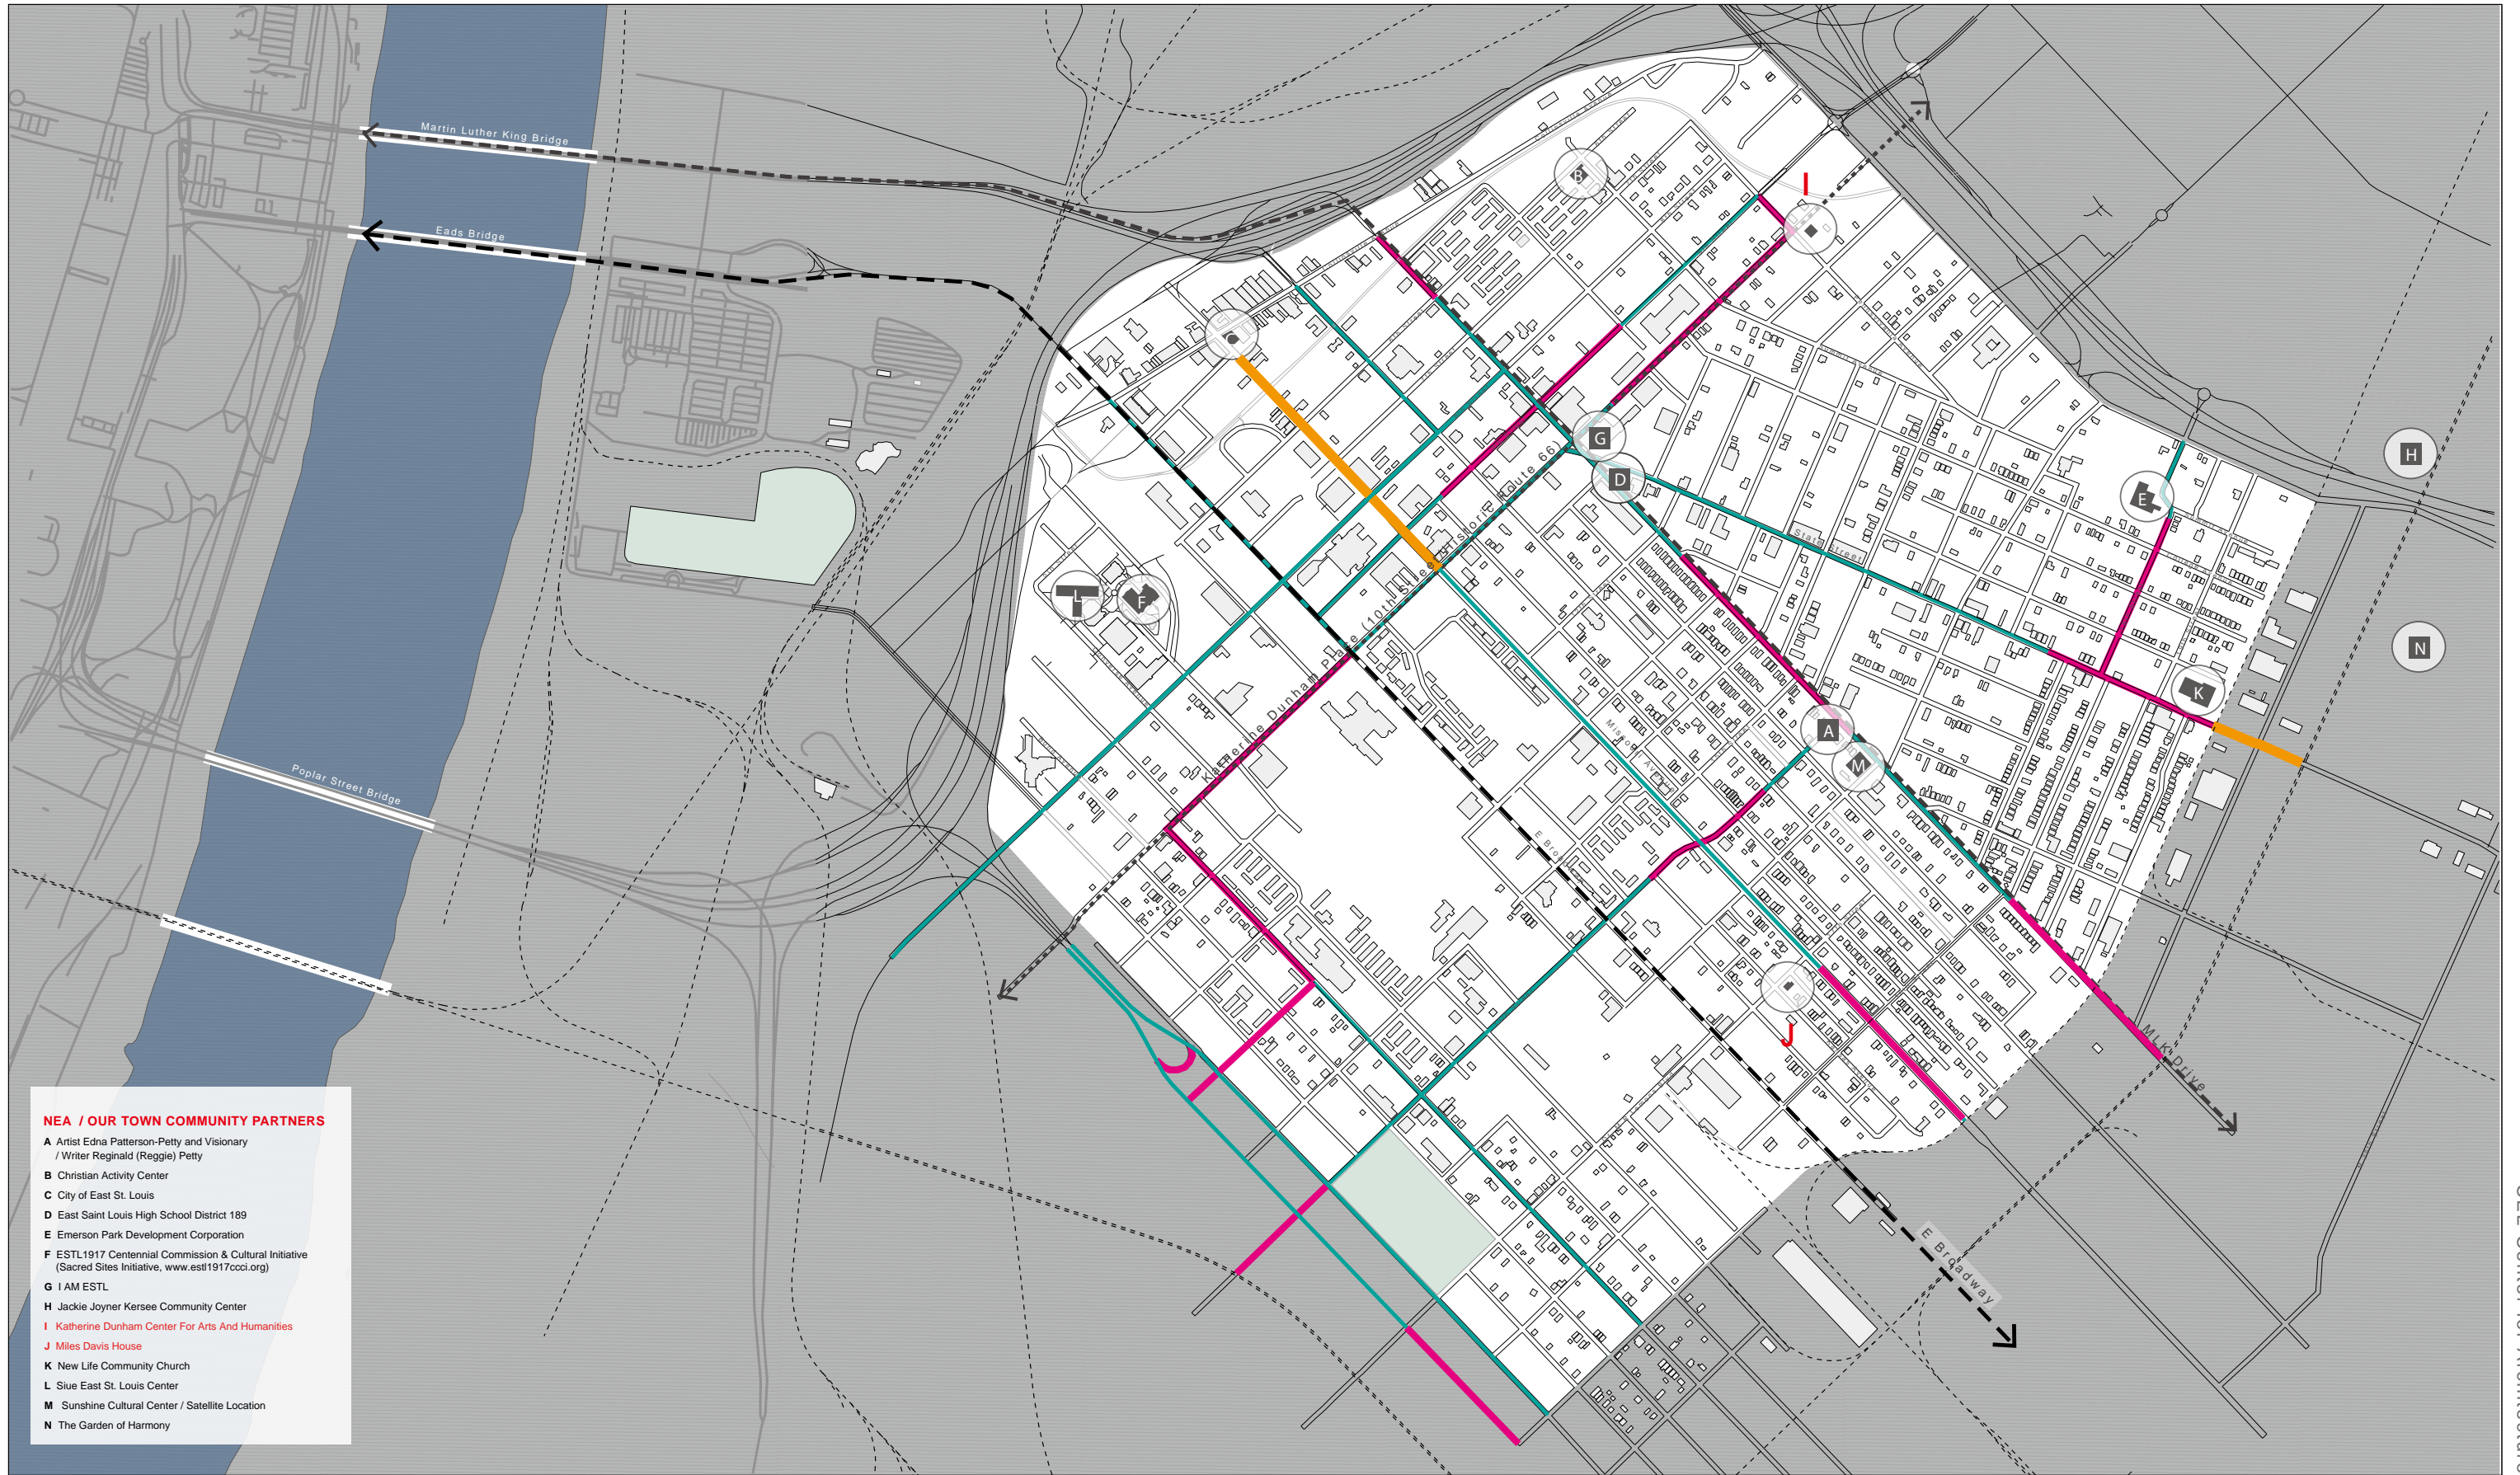 Martin Luther King Bridge
Eads Bridge
Poplar Street Bridge
Katherine Dunham Place (10th Street/Historic Route 66)
State Street
Missouri Avenue
E Broadway
MLK Drive
E Broadway
B
I
G
D
H
E
L
F
N
K
A
M
J
NEA / OUR TOWN COMMUNITY PARTNERS
A Artist Edna Patterson-Petty and Visionary
/ Writer Reginald (Reggie) Petty
B Christian Activity Center
C City of East St. Louis
D East Saint Louis High School District 189
E Emerson Park Development Corporation
F ESTL1917 Centennial Commission & Cultural Initiative
(Sacred Sites Initiative, www.estl1917ccci.org)
G I AM ESTL
H Jackie Joyner Kersee Community Center
I Katherine Dunham Center For Arts And Humanities
J Miles Davis House
K New Life Community Church
L Siue East St. Louis Center
M Sunshine Cultural Center / Satellite Location
N The Garden of Harmony